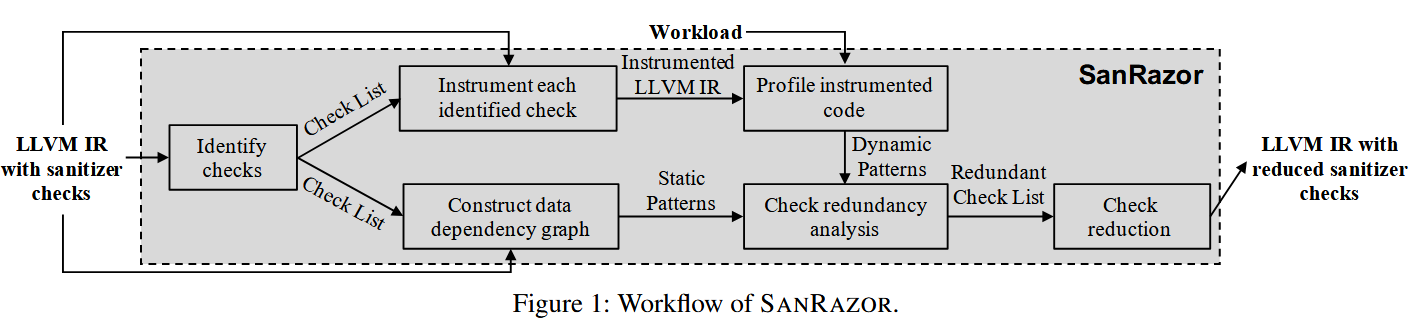 Workload
SanRazor
Instrument each
identified check
Instrumented
LLVM IR
Profile instrumented
code
Check List
LLVM IR
with sanitizer
checks
Identify
checks
Dynamic
Patterns
LLVM IR with
reduced sanitizer
checks
Check List
Construct data
dependency graph
Static
Patterns
Check redundancy
analysis
Redundant
Check List
Check
reduction
Figure 1: Workflow of SANRAZOR.